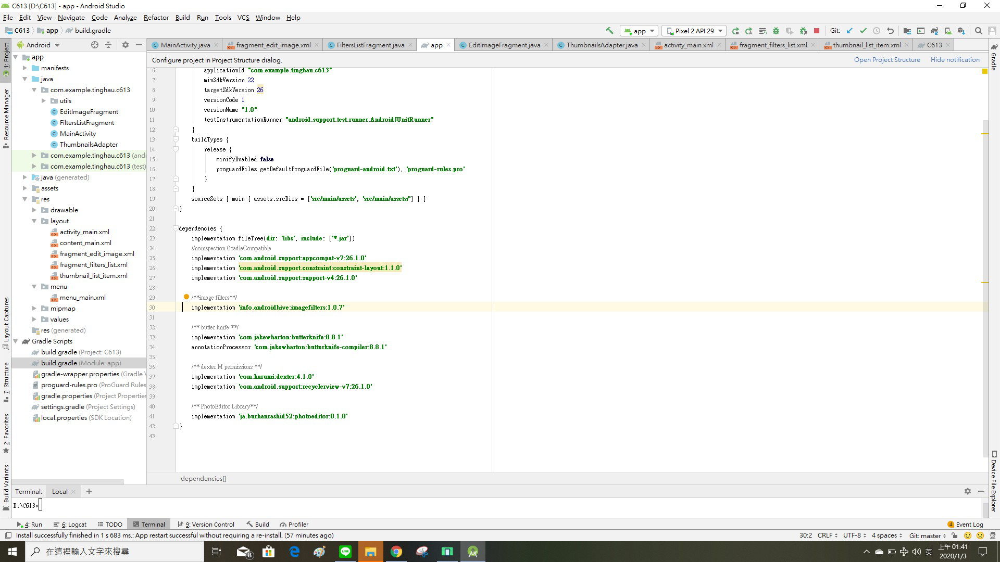 C613 [D:\C613] - app - Android Studio
File Edit View Navigate Code Analyze Refactor Build Run Tools VCS Window Help
C613 app build.gradle app Pixel 2 API 29 Git:
Android MainActivity.java fragment_edit_image.xml FiltersListFragment.java app EditImageFragment.java ThumbnailsAdapter.java activity_main.xml fragment_filters_list.xml thumbnail_list_item.xml C613
Configure project in Project Structure dialog. Open Project Structure Hide notification
1: Project
Resource Manager
Layout Captures
7: Structure
2: Favorites
Build Variants
app
manifests
java
com.example.tinghau.c613
utils
EditImageFragment
FiltersListFragment
MainActivity
ThumbnailsAdapter
com.example.tinghau.c613 (andr
com.example.tinghau.c613 (test)
java (generated)
assets
res
drawable
layout
activity_main.xml
content_main.xml
fragment_edit_image.xml
fragment_filters_list.xml
thumbnail_list_item.xml
menu
menu_main.xml
mipmap
values
res (generated)
Gradle Scripts
build.gradle (Project: C613)
build.gradle (Module: app)
gradle-wrapper.properties (Gradle V
proguard-rules.pro (ProGuard Rules
gradle.properties (Project Properties
settings.gradle (Project Settings)
local.properties (SDK Location)
6 applicationId "com.example.tinghau.c613"
7 minSdkVersion 22
8 targetSdkVersion 26
9 versionCode 1
10 versionName "1.0"
11 testInstrumentationRunner "android.support.test.runner.AndroidJUnitRunner"
12 }
13 buildTypes {
14 release {
15 minifyEnabled false
16 proguardFiles getDefaultProguardFile('proguard-android.txt'), 'proguard-rules.pro'
17 }
18 }
19 sourceSets { main { assets.srcDirs = ['src/main/assets', 'src/main/assets/'] } }
20 }
21
22 dependencies {
23 implementation fileTree(dir: 'libs', include: ['*.jar'])
24 //noinspection GradleCompatible
25 implementation 'com.android.support:appcompat-v7:26.1.0'
26 implementation 'com.android.support.constraint:constraint-layout:1.1.0'
27 implementation 'com.android.support:support-v4:26.1.0'
28
29 /**image filters**/
30 implementation 'info.androidhive:imagefilters:1.0.7'
31
32 /** butter knife **/
33 implementation 'com.jakewharton:butterknife:8.8.1'
34 annotationProcessor 'com.jakewharton:butterknife-compiler:8.8.1'
35
36 /** dexter M permissions **/
37 implementation 'com.karumi:dexter:4.1.0'
38 implementation 'com.android.support:recyclerview-v7:26.1.0'
39
40 /** PhotoEditor Library**/
41 implementation 'ja.burhanrashid52:photoeditor:0.1.0'
42 }
43
dependencies{}
Gradle
Device File Explorer
Terminal: Local +
D:\C613>
4: Run 6: Logcat TODO Terminal 9: Version Control Build Profiler 4 Event Log
Install successfully finished in 1 s 683 ms.: App restart successful without requiring a re-install. (57 minutes ago) 30:2 CRLF UTF-8 4 spaces Git: master
在這裡輸入文字來搜尋 8 英 上午 01:41
2020/1/3